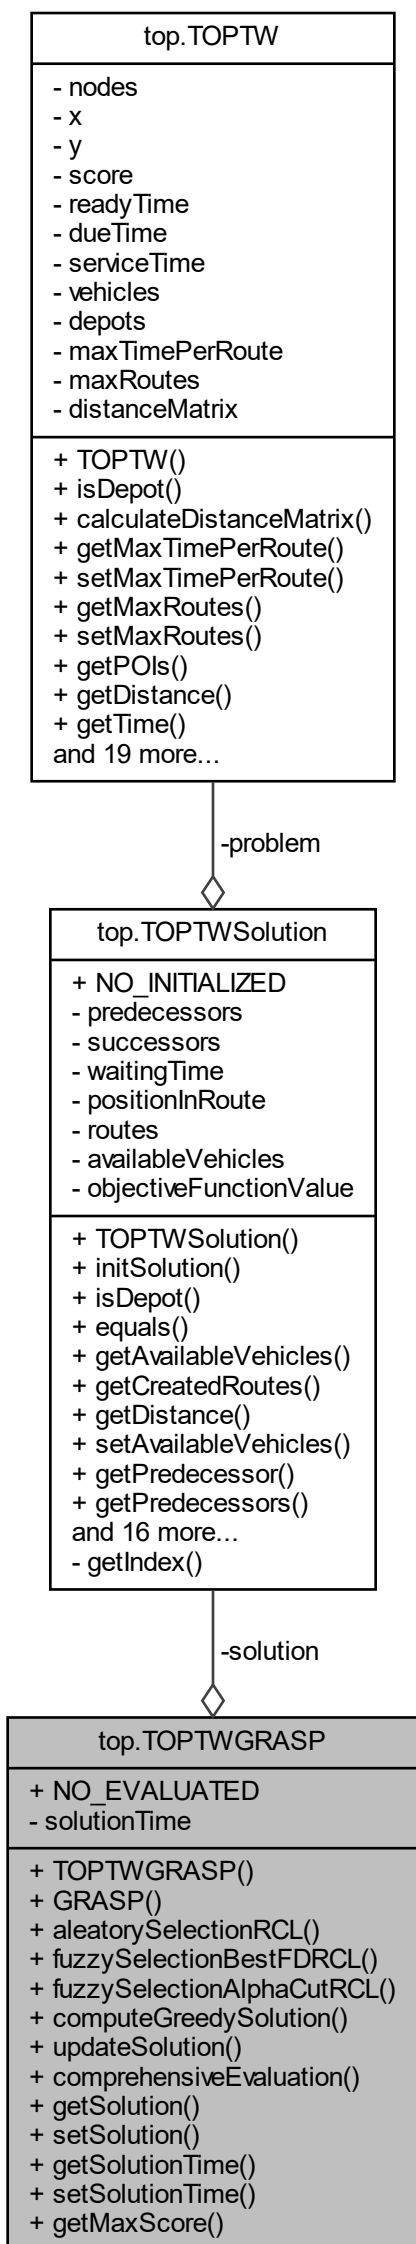 top.TOPTW
- nodes
- x
- y
- score
- readyTime
- dueTime
- serviceTime
- vehicles
- depots
- maxTimePerRoute
- maxRoutes
- distanceMatrix
+ TOPTW()
+ isDepot()
+ calculateDistanceMatrix()
+ getMaxTimePerRoute()
+ setMaxTimePerRoute()
+ getMaxRoutes()
+ setMaxRoutes()
+ getPOIs()
+ getDistance()
+ getTime()
and 19 more...
-problem
top.TOPTWSolution
+ NO_INITIALIZED
- predecessors
- successors
- waitingTime
- positionInRoute
- routes
- availableVehicles
- objectiveFunctionValue
+ TOPTWSolution()
+ initSolution()
+ isDepot()
+ equals()
+ getAvailableVehicles()
+ getCreatedRoutes()
+ getDistance()
+ setAvailableVehicles()
+ getPredecessor()
+ getPredecessors()
and 16 more...
- getIndex()
-solution
top.TOPTWGRASP
+ NO_EVALUATED
- solutionTime
+ TOPTWGRASP()
+ GRASP()
+ aleatorySelectionRCL()
+ fuzzySelectionBestFDRCL()
+ fuzzySelectionAlphaCutRCL()
+ computeGreedySolution()
+ updateSolution()
+ comprehensiveEvaluation()
+ getSolution()
+ setSolution()
+ getSolutionTime()
+ setSolutionTime()
+ getMaxScore()